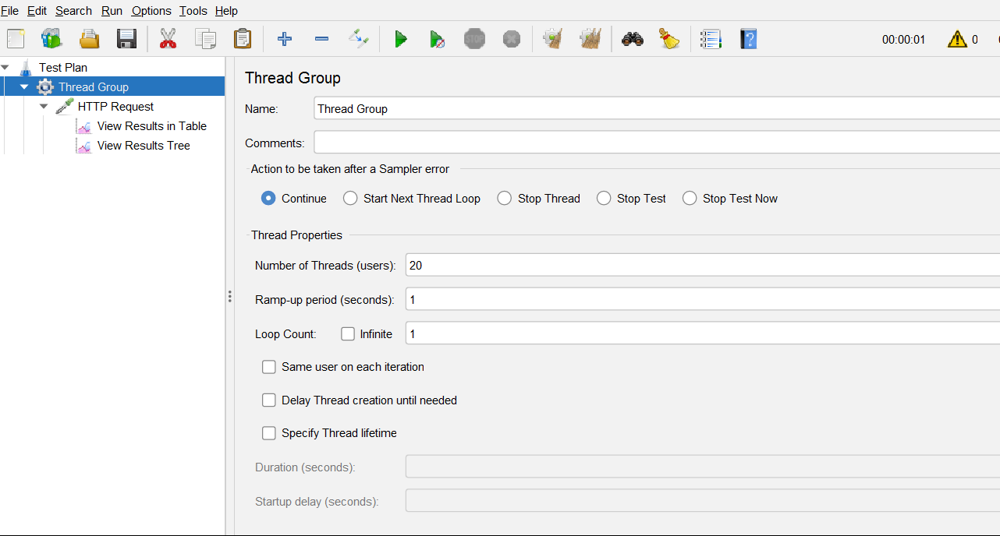 File Edit Search Run Options Tools Help
STOP ? 00:00:01 0
Test Plan
Thread Group
HTTP Request
View Results in Table
View Results Tree
Thread Group
Name: Thread Group
Comments:
Action to be taken after a Sampler error
Continue Start Next Thread Loop Stop Thread Stop Test Stop Test Now
Thread Properties
Number of Threads (users): 20
Ramp-up period (seconds): 1
Loop Count: Infinite 1
Same user on each iteration
Delay Thread creation until needed
Specify Thread lifetime
Duration (seconds):
Startup delay (seconds):